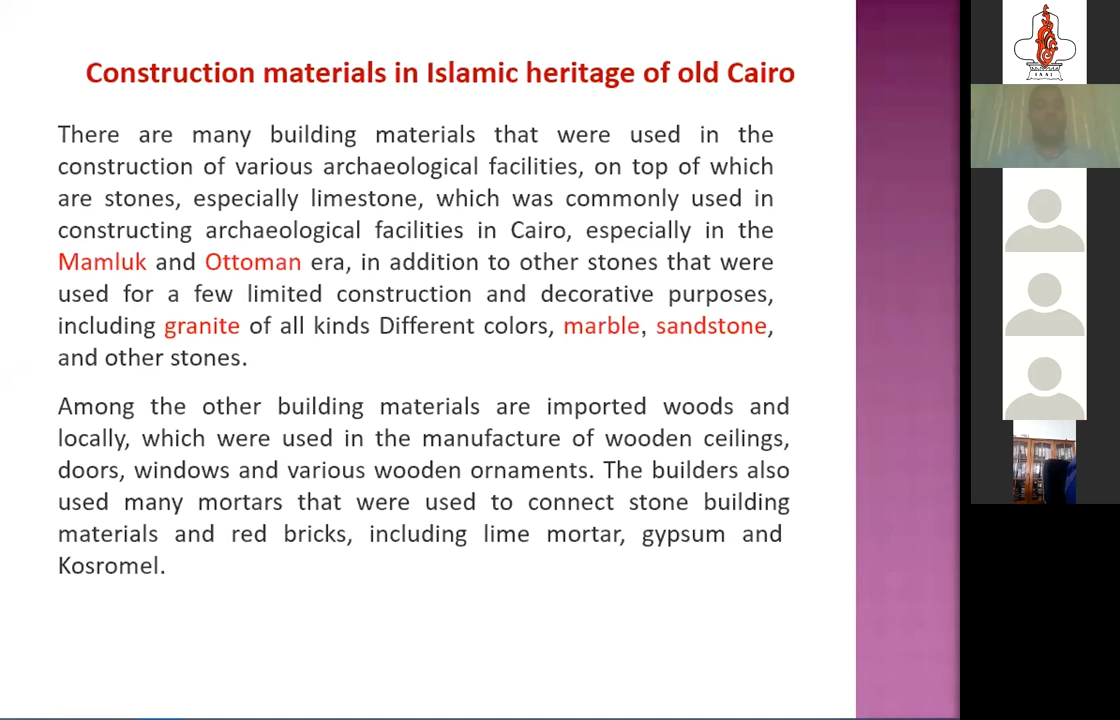 Construction materials in Islamic heritage of old Cairo
There are many building materials that were used in the
construction of various archaeological facilities, on top of which
are stones, especially limestone, which was commonly used in
constructing archaeological facilities in Cairo, especially in the
Mamluk and Ottoman era, in addition to other stones that were
used for a few limited construction and decorative purposes,
including granite of all kinds Different colors, marble, sandstone,
and other stones.
Among the other building materials are imported woods and
locally, which were used in the manufacture of wooden ceilings,
doors, windows and various wooden ornaments. The builders also
used many mortars that were used to connect stone building
materials and red bricks, including lime mortar, gypsum and
Kosromel.